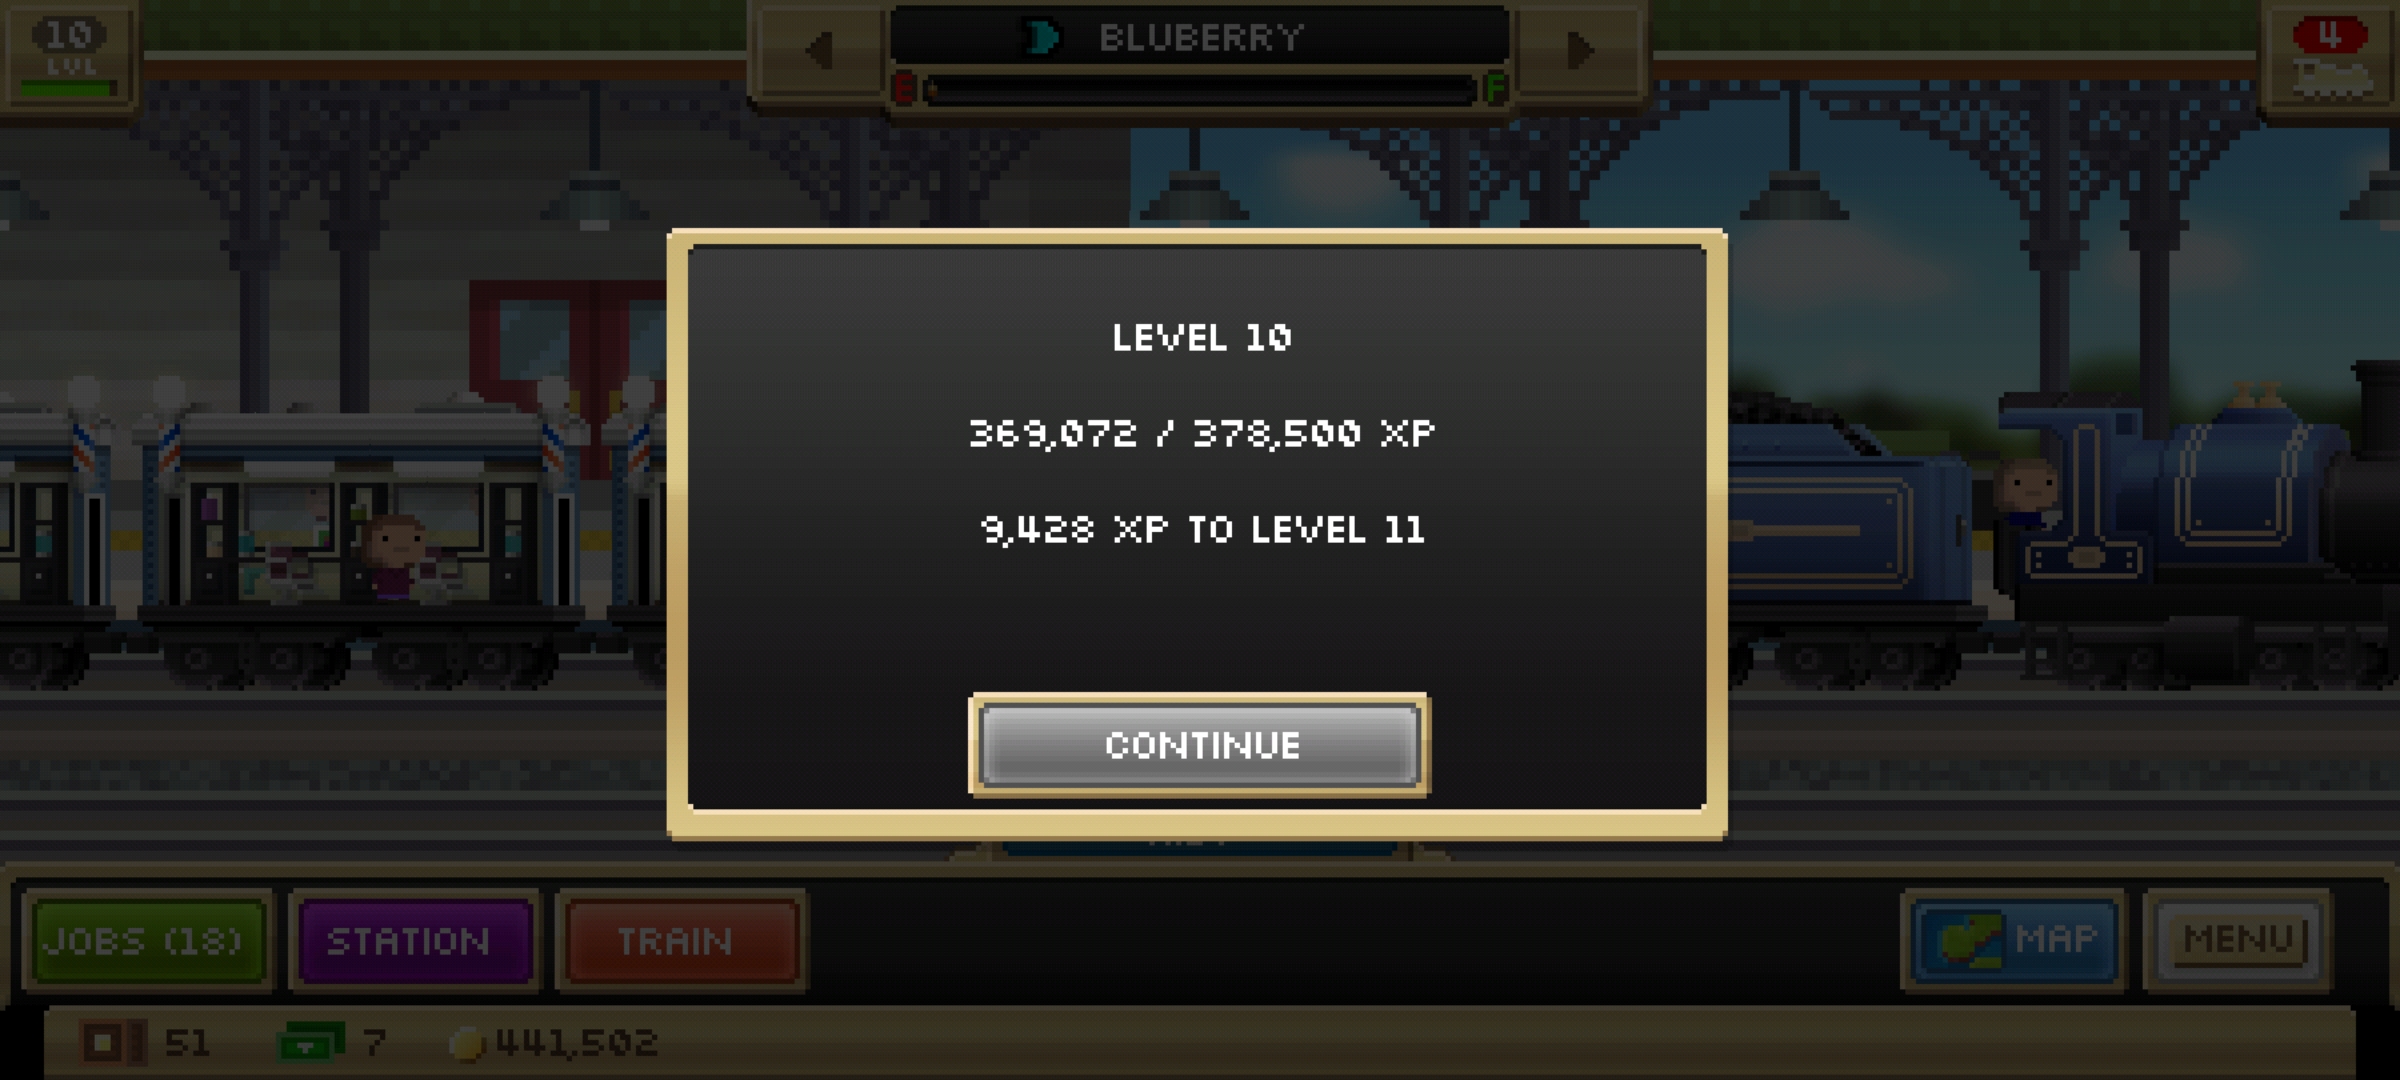 10
LVL
BLUBERRY
E
F
4
LEVEL 10
369,072 / 378,500 XP
9,428 XP TO LEVEL 11
CONTINUE
JOBS (18)
STATION
TRAIN
MAP
MENU
51
7
441,502